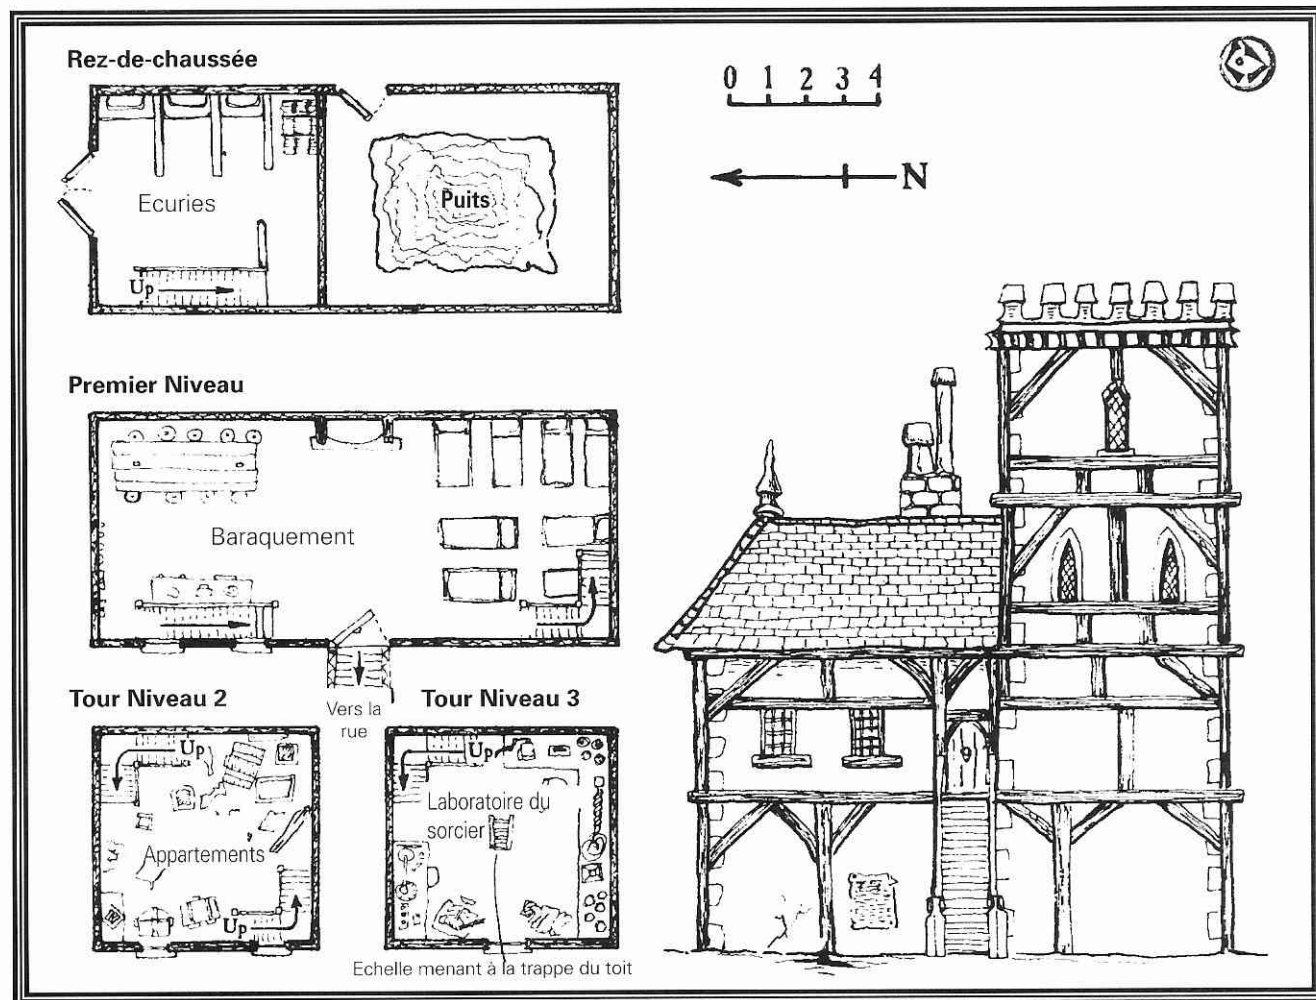 Rez-de-chaussée
0 1 2 3 4
N
Ecuries
Puits
Up
Premier Niveau
Baraquement
Vers la
rue
Tour Niveau 2
Up
Appartements
Up
Tour Niveau 3
Up
Laboratoire du
sorcier
Echelle menant à la trappe du toit